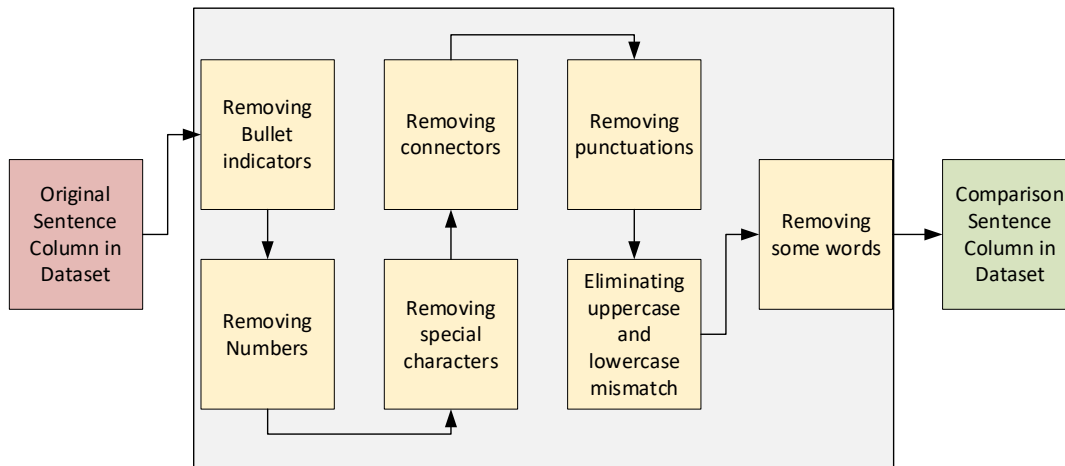 Original
Sentence
Column in
Dataset
Removing
Bullet
indicators
Removing
Numbers
Removing
special
characters
Removing
connectors
Removing
punctuations
Eliminating
uppercase
and
lowercase
mismatch
Removing
some words
Comparison
Sentence
Column in
Dataset